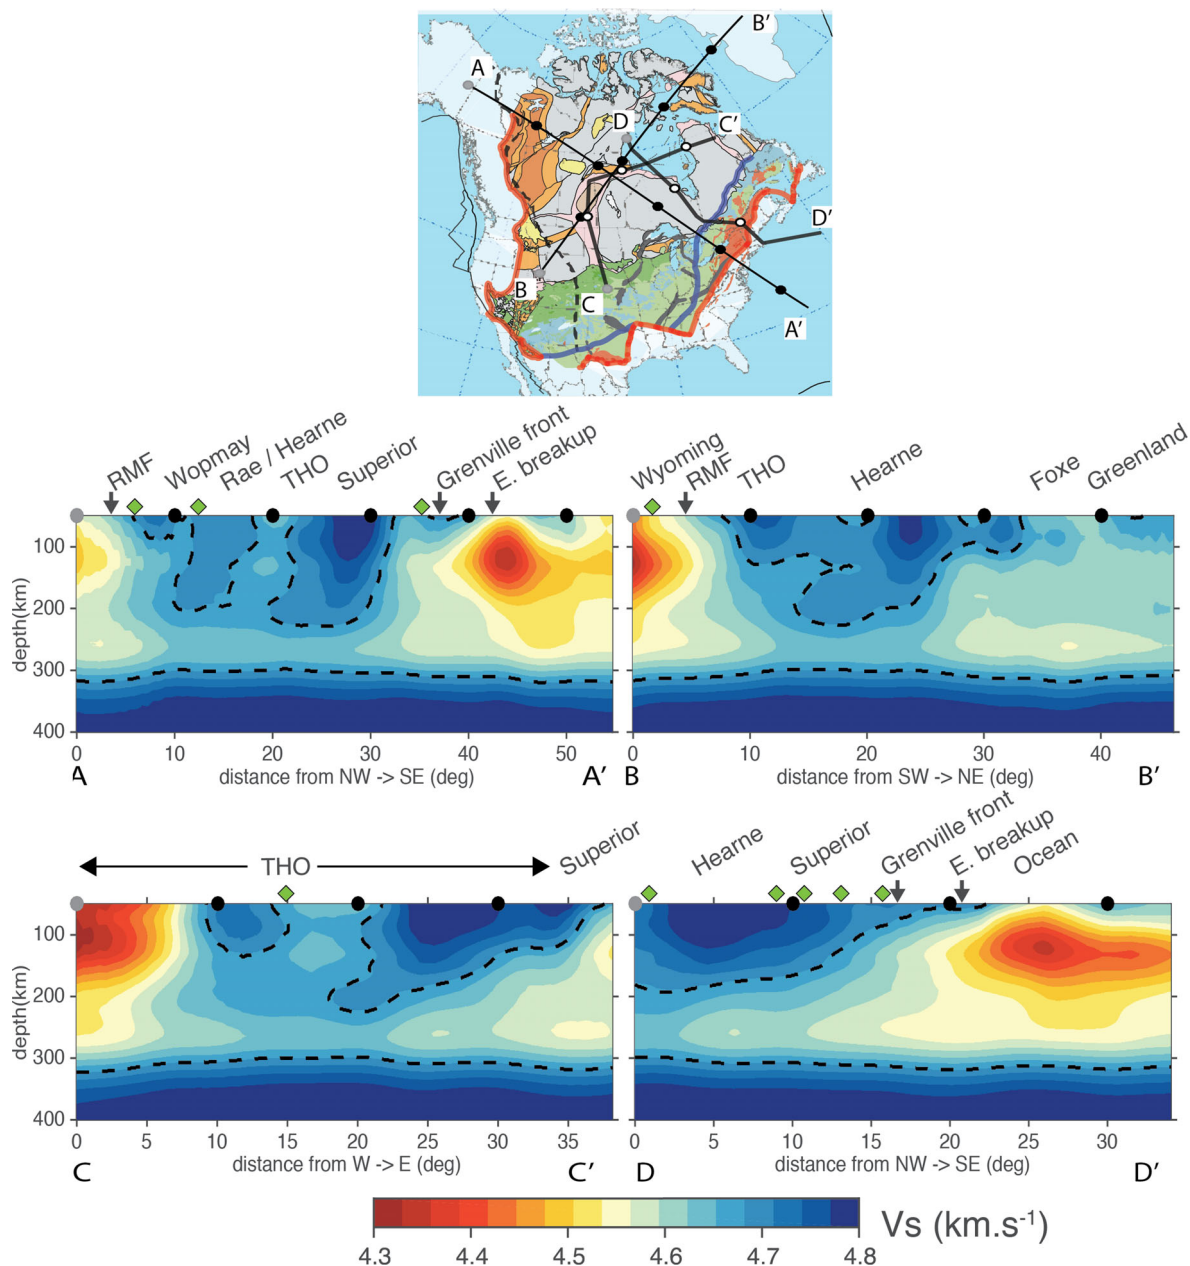 B'
A
D
C'
D'
B
C
A'
RMF
Wopmay
Rae / Hearne
THO
Superior
Grenville front
E. breakup
Wyoming
RMF
THO
Hearne
Foxe
Greenland
depth(km)
100
200
300
400
0
10
20
30
40
50
0
10
20
30
40
A
distance from NW -> SE (deg)
A'
B
distance from SW -> NE (deg)
B'
THO
Superior
Hearne
Superior
Grenville front
E. breakup
Ocean
depth(km)
100
200
300
400
0
5
10
15
20
25
30
35
0
5
10
15
20
25
30
C
distance from W -> E (deg)
C'
D
distance from NW -> SE (deg)
D'
4.3
4.4
4.5
4.6
4.7
4.8
Vs (km.s⁻¹)